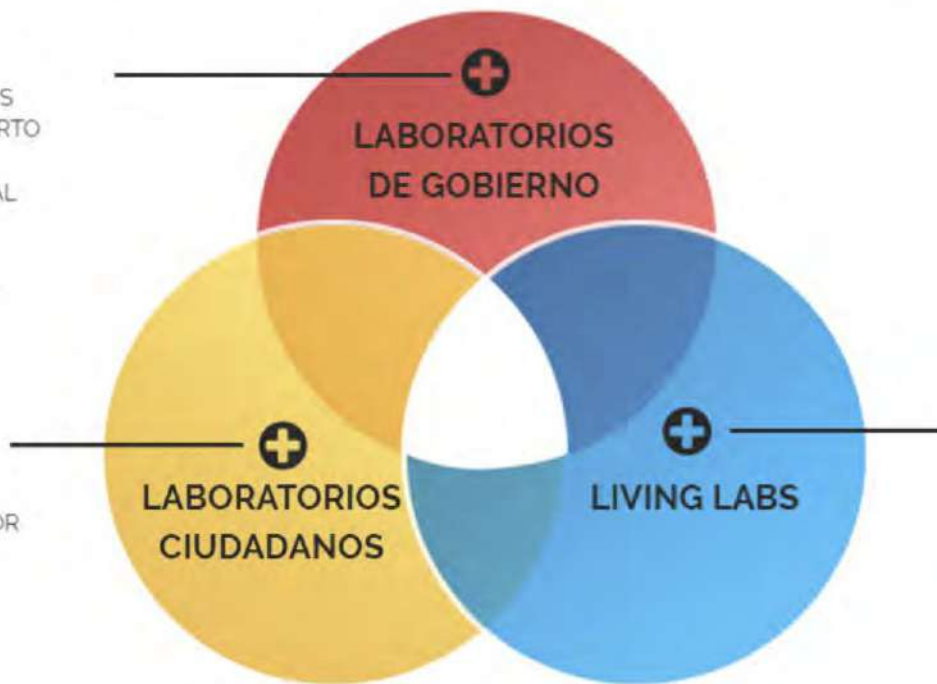 LABORATORIOS
DE GOBIERNO
LABORATORIOS
CIUDADANOS
LIVING LABS